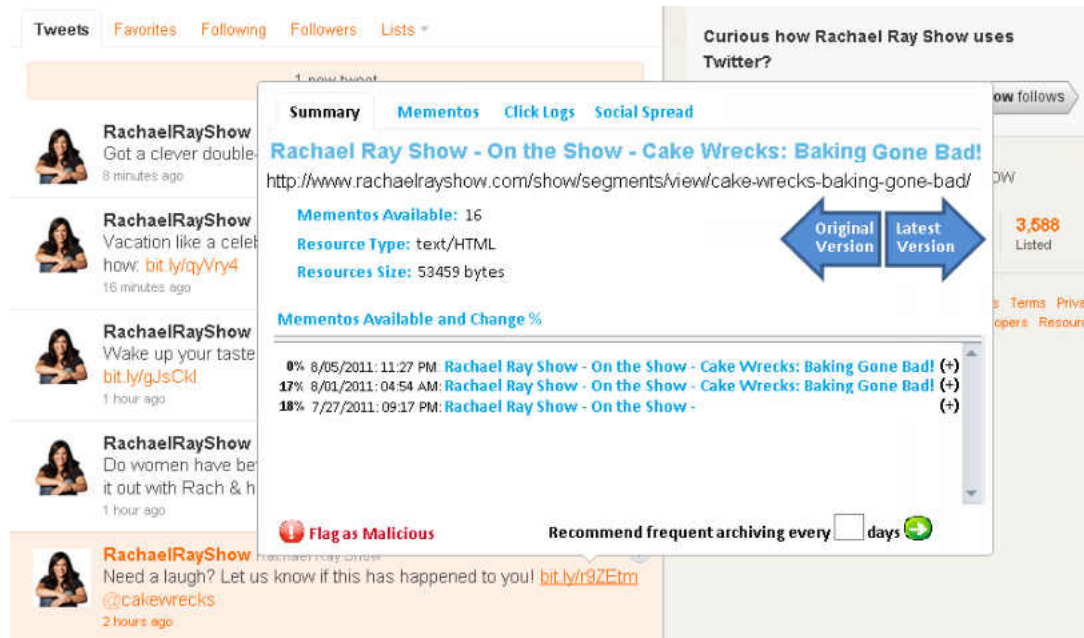 Tweets Favorites Following Followers Lists
Curious how Rachael Ray Show uses
Twitter?
1 new tweet
ow follows
Summary Mementos Click Logs Social Spread
RachaelRayShow
Got a clever double-
8 minutes ago
Rachael Ray Show - On the Show - Cake Wrecks: Baking Gone Bad!
http://www.rachaelrayshow.com/show/segments/view/cake-wrecks-baking-gone-bad/
RachaelRayShow
Vacation like a celeb
how: bit.ly/qyVry4
16 minutes ago
Mementos Available: 16
Resource Type: text/HTML
Resources Size: 53459 bytes
Original
Version
Latest
Version
3,588
Listed
s Terms Priva
opers Resour
Mementos Available and Change %
RachaelRayShow
Wake up your taste
bit.ly/gJsCkl
1 hour ago
0% 8/05/2011: 11:27 PM: Rachael Ray Show - On the Show - Cake Wrecks: Baking Gone Bad! (+)
17% 8/01/2011: 04:54 AM: Rachael Ray Show - On the Show - Cake Wrecks: Baking Gone Bad! (+)
18% 7/27/2011: 09:17 PM: Rachael Ray Show - On the Show - (+)
RachaelRayShow
Do women have be
it out with Rach & h
1 hour ago
Flag as Malicious
Recommend frequent archiving every days
RachaelRayShow Rachael Ray Show
Need a laugh? Let us know if this has happened to you! bit.ly/r9ZEtm
@cakewrecks
2 hours ago